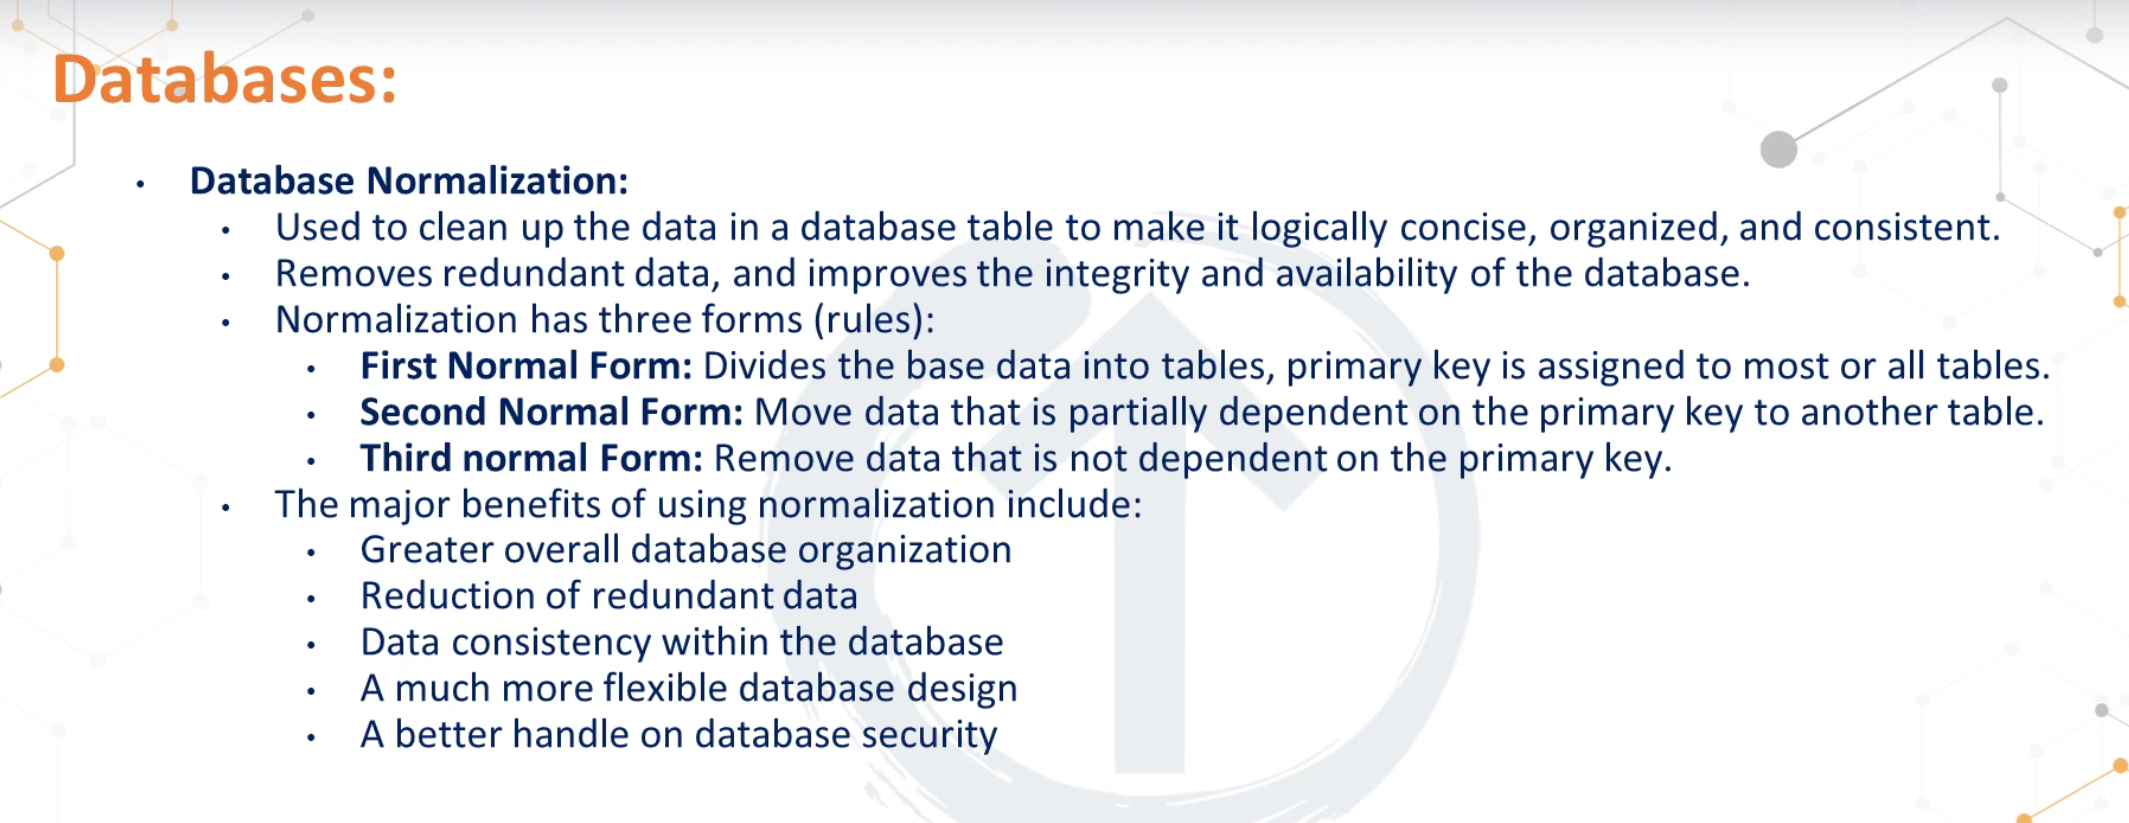 Databases:
• Database Normalization:
• Used to clean up the data in a database table to make it logically concise, organized, and consistent.
• Removes redundant data, and improves the integrity and availability of the database.
• Normalization has three forms (rules):
• First Normal Form: Divides the base data into tables, primary key is assigned to most or all tables.
• Second Normal Form: Move data that is partially dependent on the primary key to another table.
• Third normal Form: Remove data that is not dependent on the primary key.
• The major benefits of using normalization include:
• Greater overall database organization
• Reduction of redundant data
• Data consistency within the database
• A much more flexible database design
• A better handle on database security